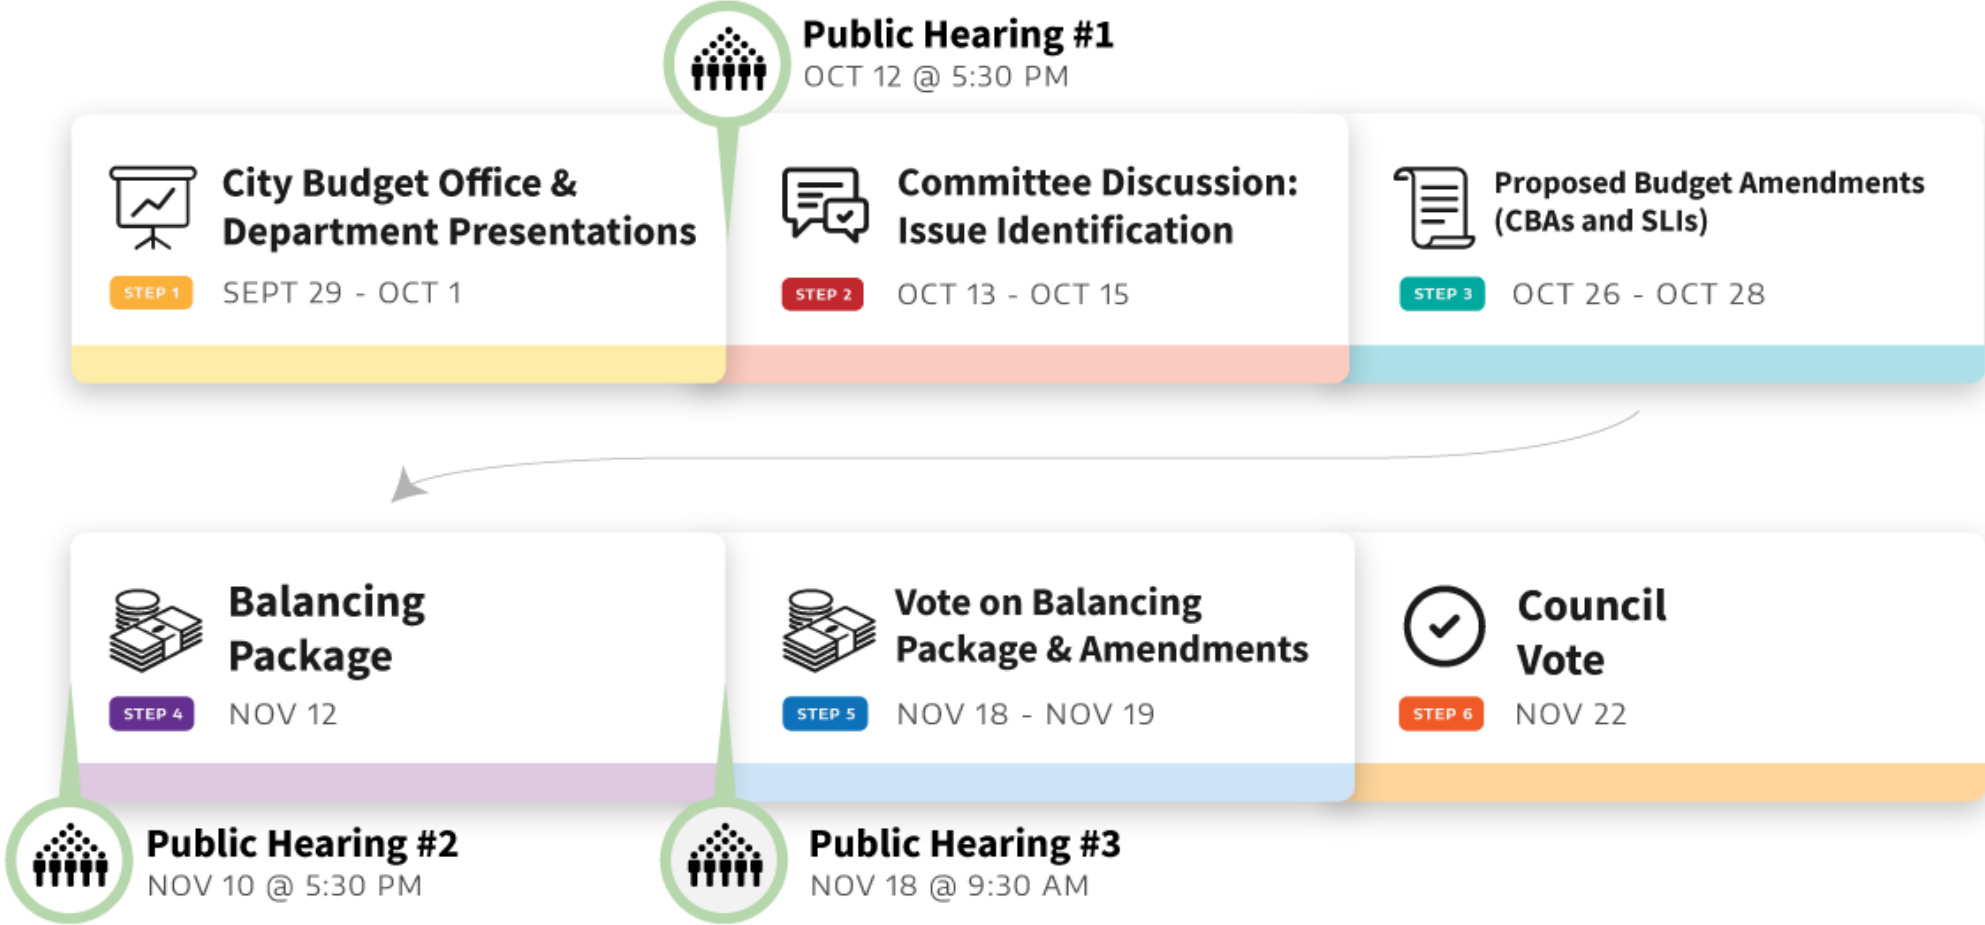 Public Hearing #1
OCT 12 @ 5:30 PM
City Budget Office &
Department Presentations
STEP 1
SEPT 29 - OCT 1
Committee Discussion:
Issue Identification
STEP 2
OCT 13 - OCT 15
Proposed Budget Amendments
(CBAs and SLIs)
STEP 3
OCT 26 - OCT 28
Balancing
Package
STEP 4
NOV 12
Vote on Balancing
Package & Amendments
STEP 5
NOV 18 - NOV 19
Council
Vote
STEP 6
NOV 22
Public Hearing #2
NOV 10 @ 5:30 PM
Public Hearing #3
NOV 18 @ 9:30 AM